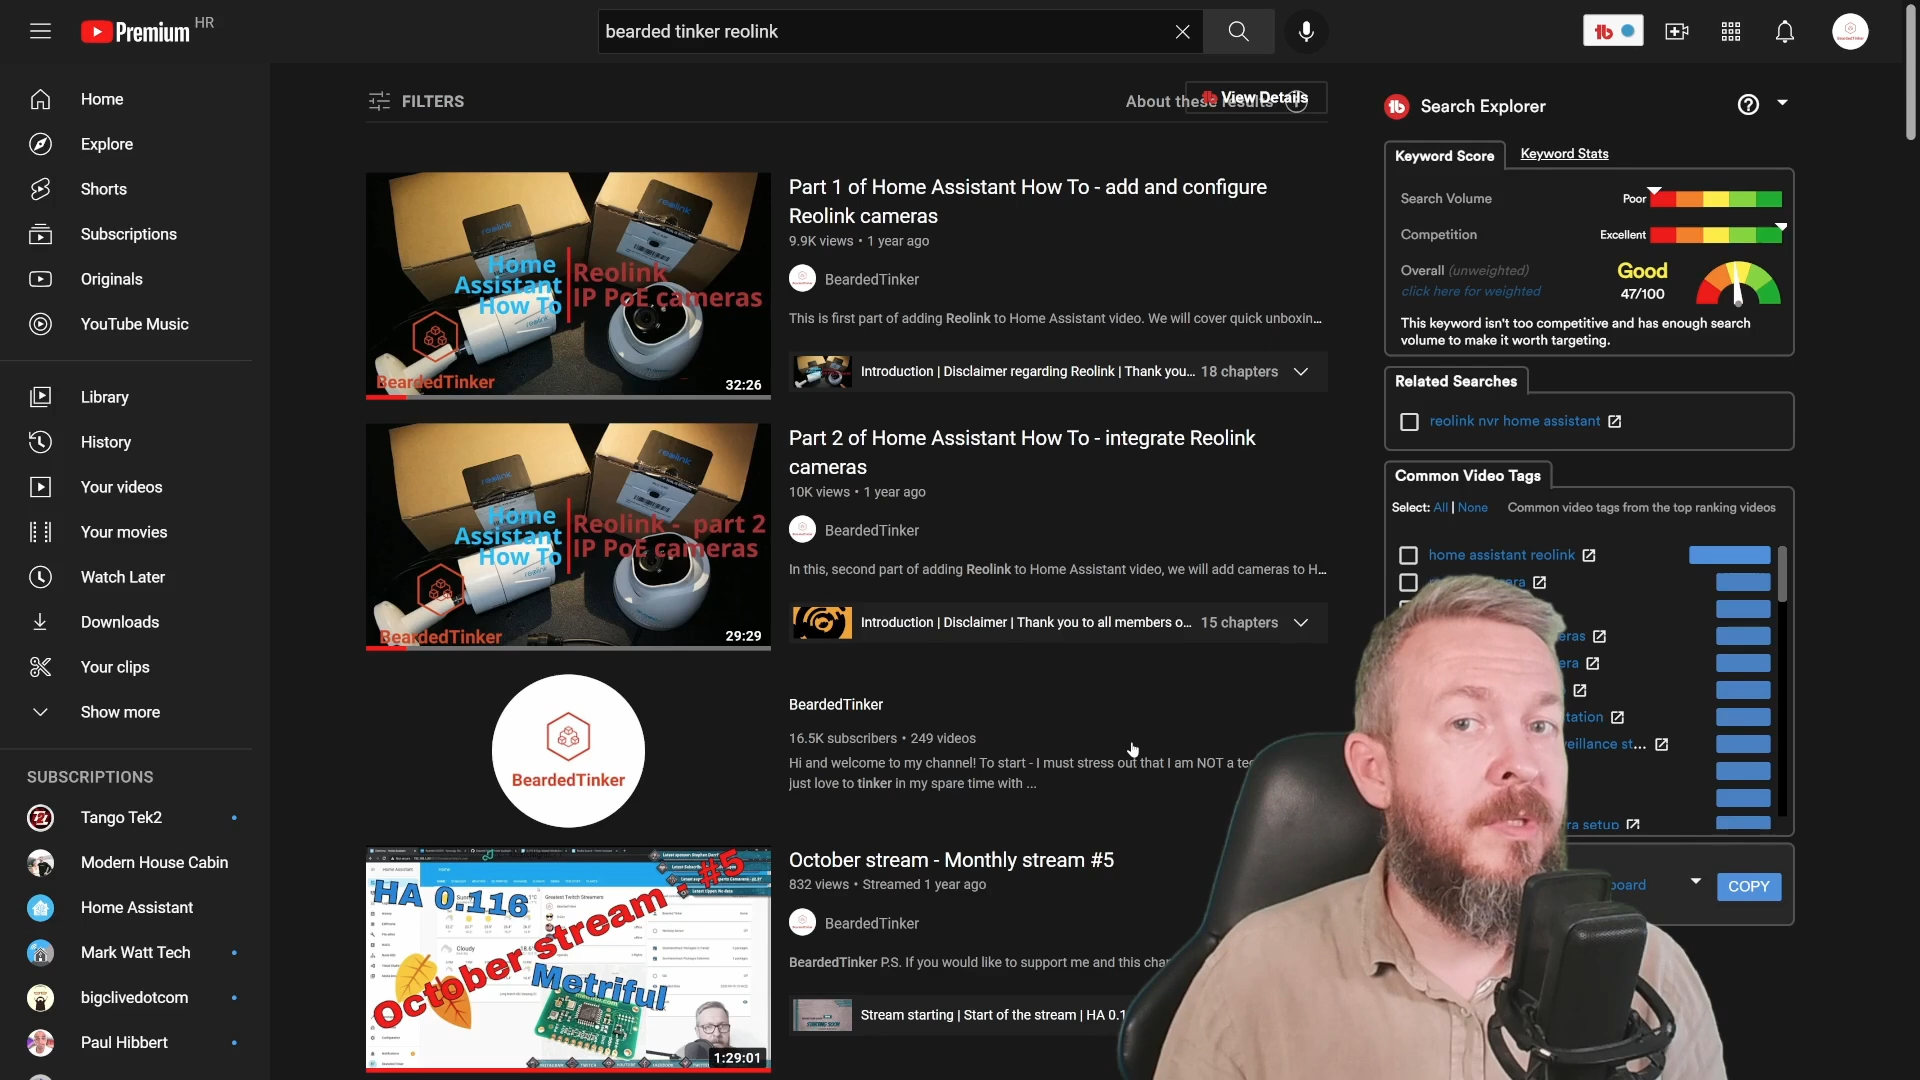 Premium HR
bearded tinker reolink
Home
Explore
Shorts
Subscriptions
Originals
YouTube Music
Library
History
Your videos
Your movies
Watch Later
Downloads
Your clips
Show more
SUBSCRIPTIONS
Tango Tek2
Modern House Cabin
Home Assistant
Mark Watt Tech
bigclivedotcom
Paul Hibbert
FILTERS
About these results
View Details
reolink
reolink
Home
Assistant
How To
Reolink
IP PoE cameras
BeardedTinker
32:26
Part 1 of Home Assistant How To - add and configure
Reolink cameras
9.9K views • 1 year ago
BeardedTinker
This is first part of adding Reolink to Home Assistant video. We will cover quick unboxin...
Introduction | Disclaimer regarding Reolink | Thank you... 18 chapters
reolink
reolink
Home
Assistant
How To
Reolink - part 2
IP PoE cameras
BeardedTinker
29:29
Part 2 of Home Assistant How To - integrate Reolink
cameras
10K views • 1 year ago
BeardedTinker
In this, second part of adding Reolink to Home Assistant video, we will add cameras to H...
Introduction | Disclaimer | Thank you to all members o... 15 chapters
BeardedTinker
BeardedTinker
16.5K subscribers • 249 videos
Hi and welcome to my channel! To start - I must stress out that I am NOT a te
just love to tinker in my spare time with ...
HA 0.116
October stream - #5
Metriful
1:29:01
October stream - Monthly stream #5
832 views • Streamed 1 year ago
BeardedTinker
BeardedTinker P.S. If you would like to support me and this chan
Stream starting | Start of the stream | HA 0.1
Search Explorer
Keyword Score
Keyword Stats
Search Volume Poor
Competition Excellent
Overall (unweighted)
click here for weighted
Good
47/100
This keyword isn't too competitive and has enough search
volume to make it worth targeting.
Related Searches
reolink nvr home assistant
Common Video Tags
Select: All | None Common video tags from the top ranking videos
home assistant reolink
era
eras
era
tation
eillance st...
ra setup
board
COPY